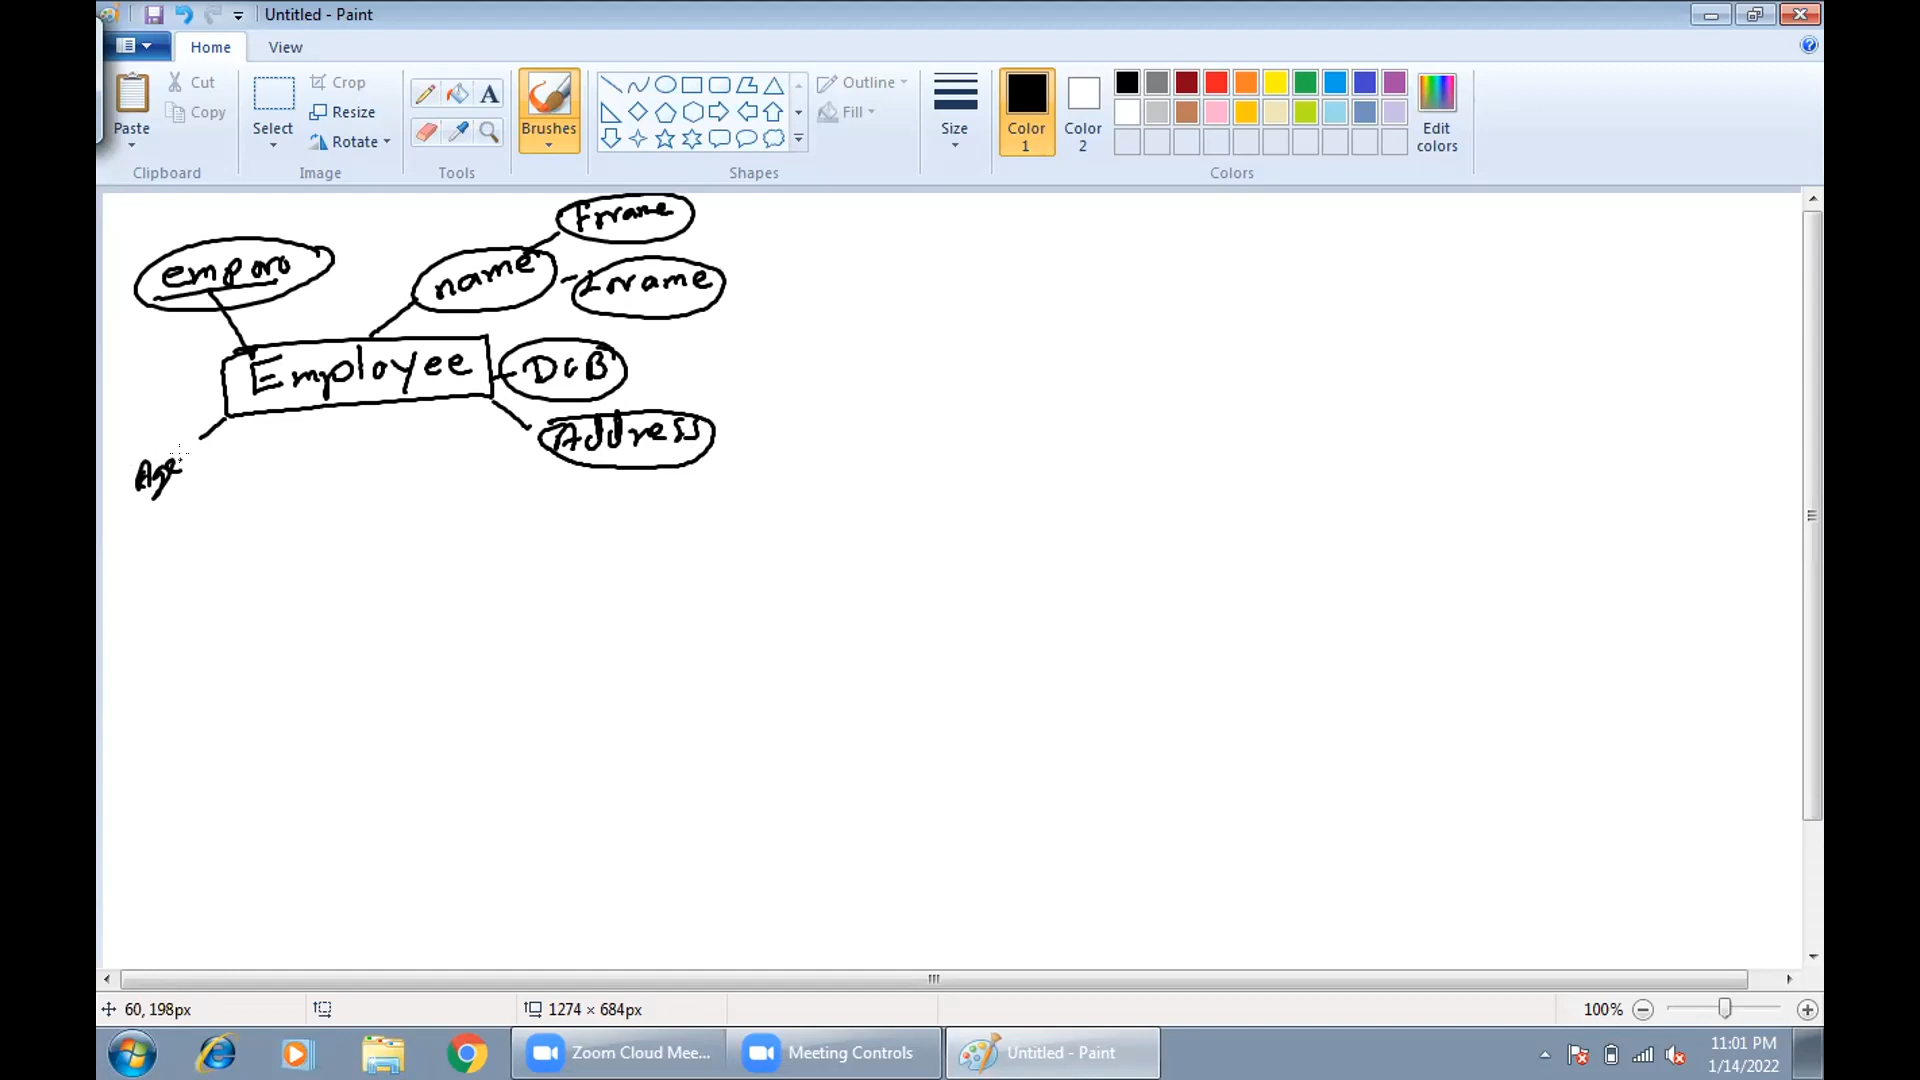 Untitled - Paint
Home
View
Paste
Cut
Copy
Clipboard
Select
Crop
Resize
Rotate
Image
Tools
Brushes
Outline
Fill
Shapes
Size
Color 1
Color 2
Edit colors
Colors
Fname
empno
name
Lname
Employee
DOB
Address
Age
60, 198px
1274 × 684px
100%
Zoom Cloud Mee...
Meeting Controls
Untitled - Paint
11:01 PM
1/14/2022